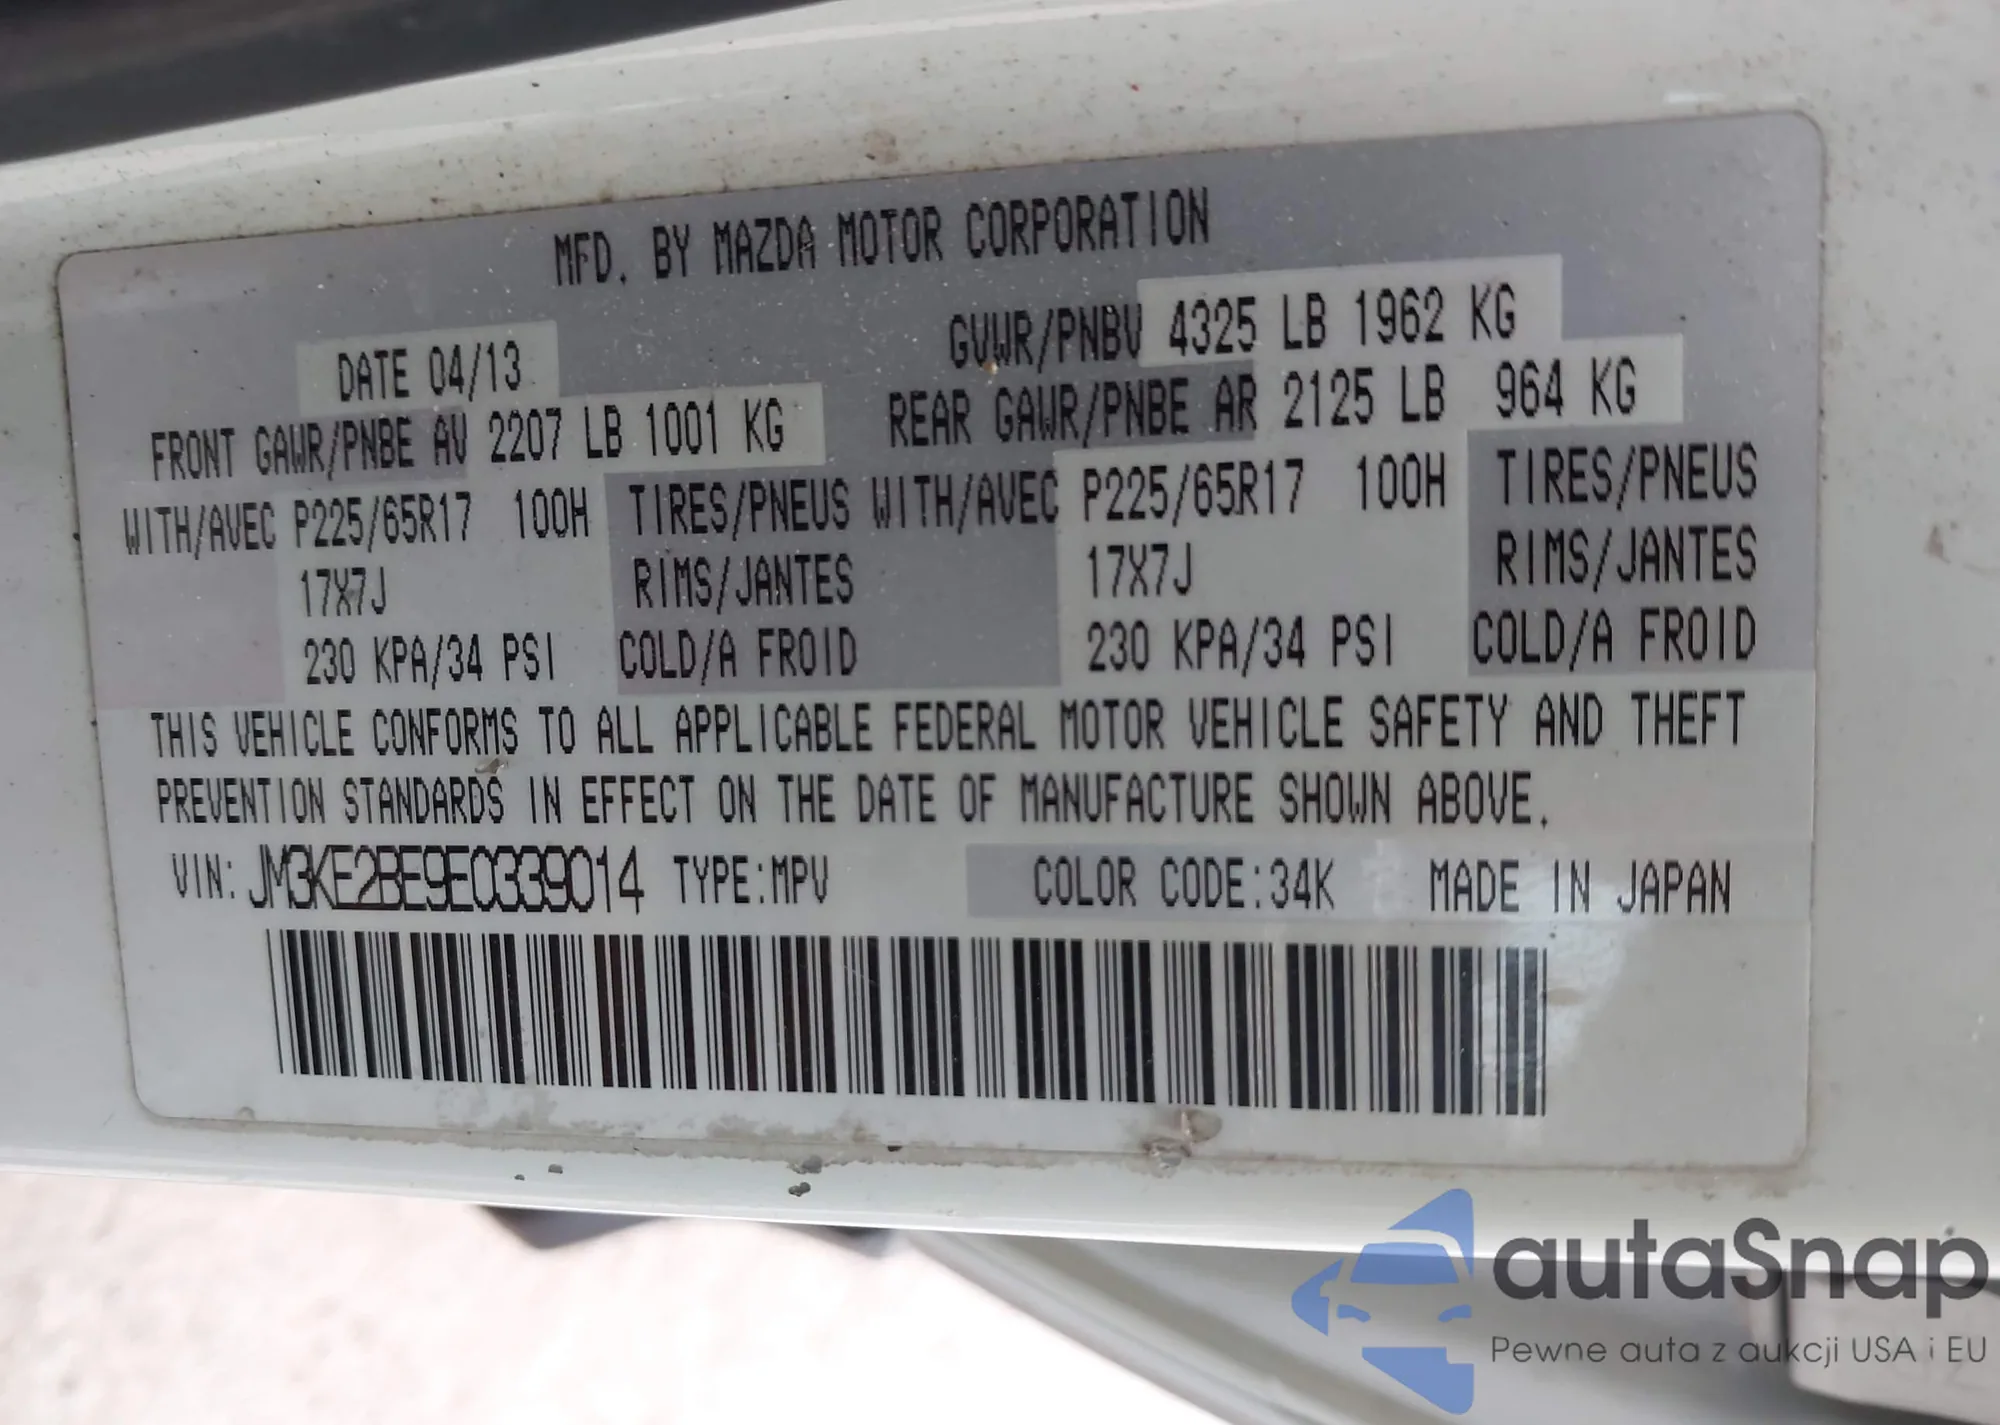 MFD. BY MAZDA MOTOR CORPORATION
DATE 04/13
GVWR/PNBV 4325 LB 1962 KG
FRONT GAWR/PNBE AV 2207 LB 1001 KG
REAR GAWR/PNBE AR 2125 LB 964 KG
WITH/AVEC P225/65R17 100H TIRES/PNEUS WITH/AVEC P225/65R17 100H TIRES/PNEUS
17X7J RIMS/JANTES 17X7J RIMS/JANTES
230 KPA/34 PSI COLD/A FROID 230 KPA/34 PSI COLD/A FROID
THIS VEHICLE CONFORMS TO ALL APPLICABLE FEDERAL MOTOR VEHICLE SAFETY AND THEFT
PREVENTION STANDARDS IN EFFECT ON THE DATE OF MANUFACTURE SHOWN ABOVE.
VIN: JM3KE2BE9E0339014 TYPE:MPV COLOR CODE:34K MADE IN JAPAN
autaSnap
Pewne auta z aukcji USA i EU